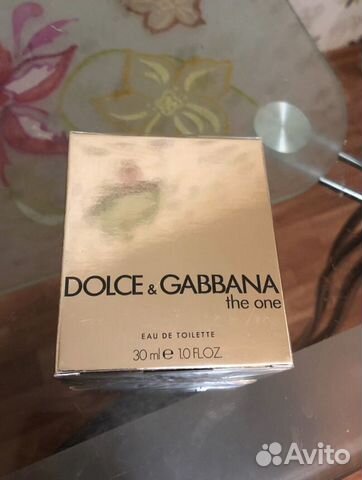 DOLCE & GABBANA
the one
EAU DE TOILETTE
30 ml e 1.0 FL.OZ.
Avito